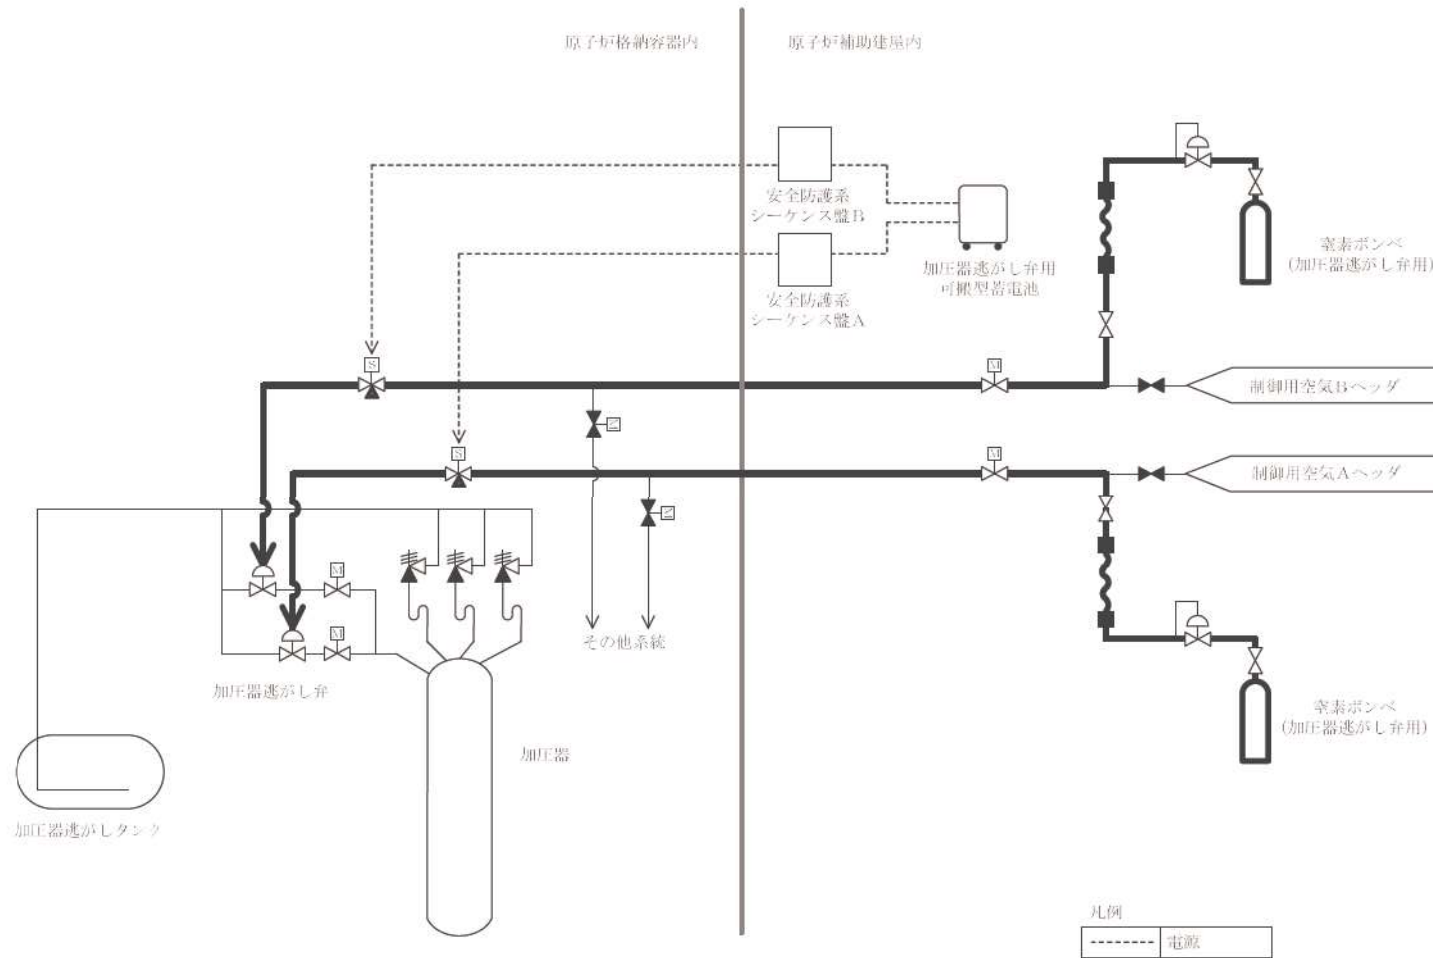 原子炉格納容器内
原子炉補助建屋内
安全防護系
シーケンス盤B
安全防護系
シーケンス盤A
加圧器逃がし弁用
可搬型蓄電池
窒素ボンベ
(加圧器逃がし弁用)
S
M
制御用空気Bヘッダ
M
S
M
制御用空気Aヘッダ
M
M
M
その他系統
加圧器逃がし弁
窒素ボンベ
(加圧器逃がし弁用)
加圧器
加圧器逃がしタンク
凡例
電源